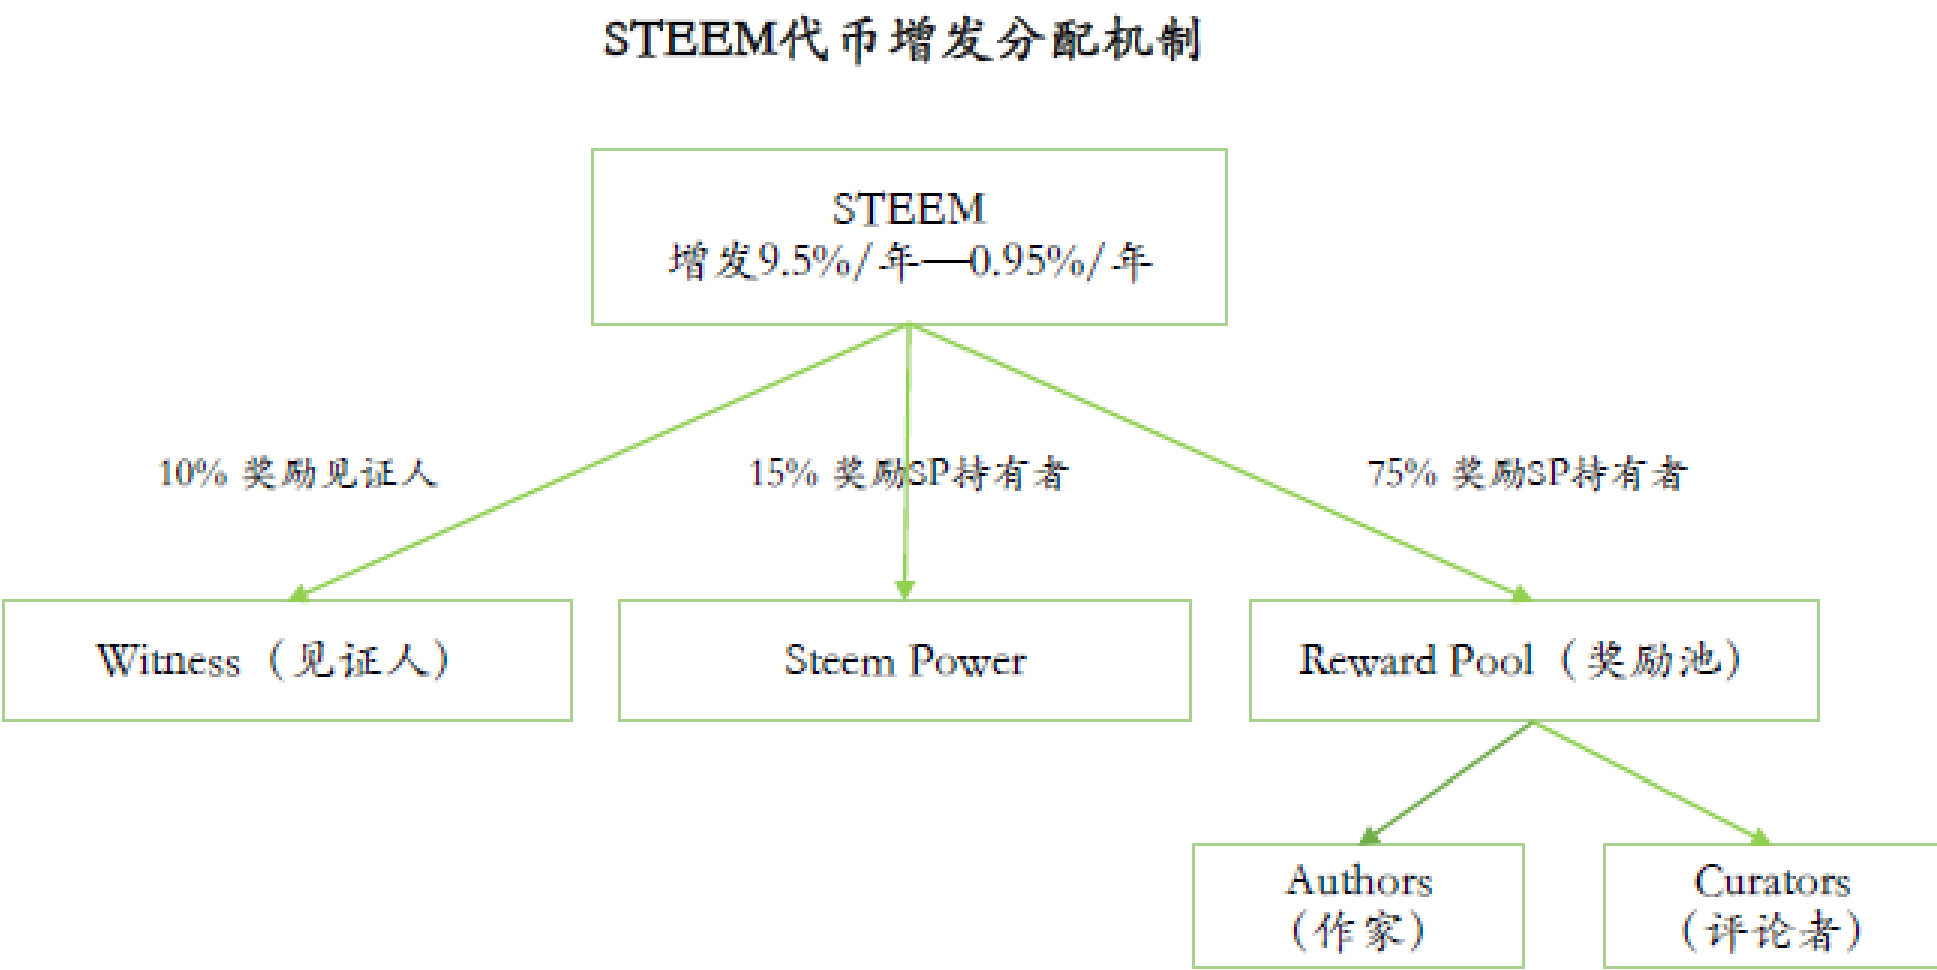 STEEM代币增发分配机制
STEEM
增发9.5%/年—0.95%/年
10% 奖励见证人
15% 奖励SP持有者
75% 奖励SP持有者
Witness（见证人）
Steem Power
Reward Pool（奖励池）
Authors
（作家）
Curators
（评论者）